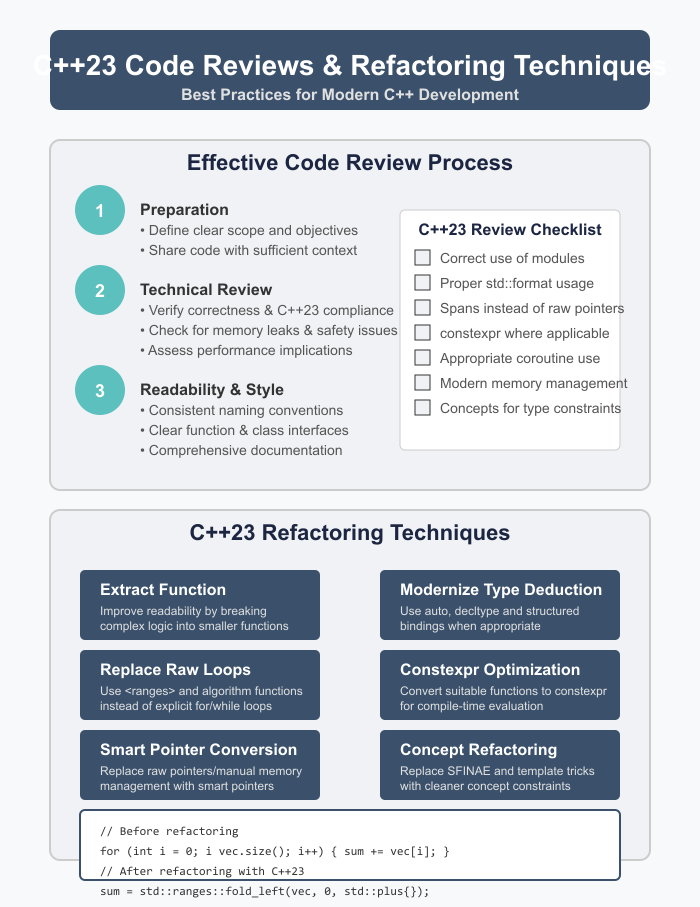 C++23 Code Reviews & Refactoring Techniques
Best Practices for Modern C++ Development
Effective Code Review Process
1
Preparation
• Define clear scope and objectives
• Share code with sufficient context
2
Technical Review
• Verify correctness & C++23 compliance
• Check for memory leaks & safety issues
• Assess performance implications
3
Readability & Style
• Consistent naming conventions
• Clear function & class interfaces
• Comprehensive documentation
C++23 Review Checklist
Correct use of modules
Proper std::format usage
Spans instead of raw pointers
constexpr where applicable
Appropriate coroutine use
Modern memory management
Concepts for type constraints
C++23 Refactoring Techniques
Extract Function
Improve readability by breaking
complex logic into smaller functions
Modernize Type Deduction
Use auto, decltype and structured
bindings when appropriate
Replace Raw Loops
Use <ranges> and algorithm functions
instead of explicit for/while loops
Constexpr Optimization
Convert suitable functions to constexpr
for compile-time evaluation
Smart Pointer Conversion
Replace raw pointers/manual memory
management with smart pointers
Concept Refactoring
Replace SFINAE and template tricks
with cleaner concept constraints
// Before refactoring
for (int i = 0; i vec.size(); i++) { sum += vec[i]; }
// After refactoring with C++23
sum = std::ranges::fold_left(vec, 0, std::plus{});